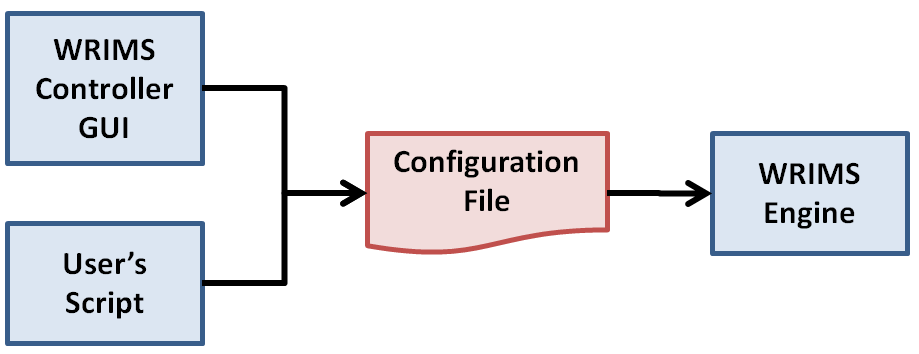 WRIMS
Controller
GUI
User’s
Script
Configuration
File
WRIMS
Engine